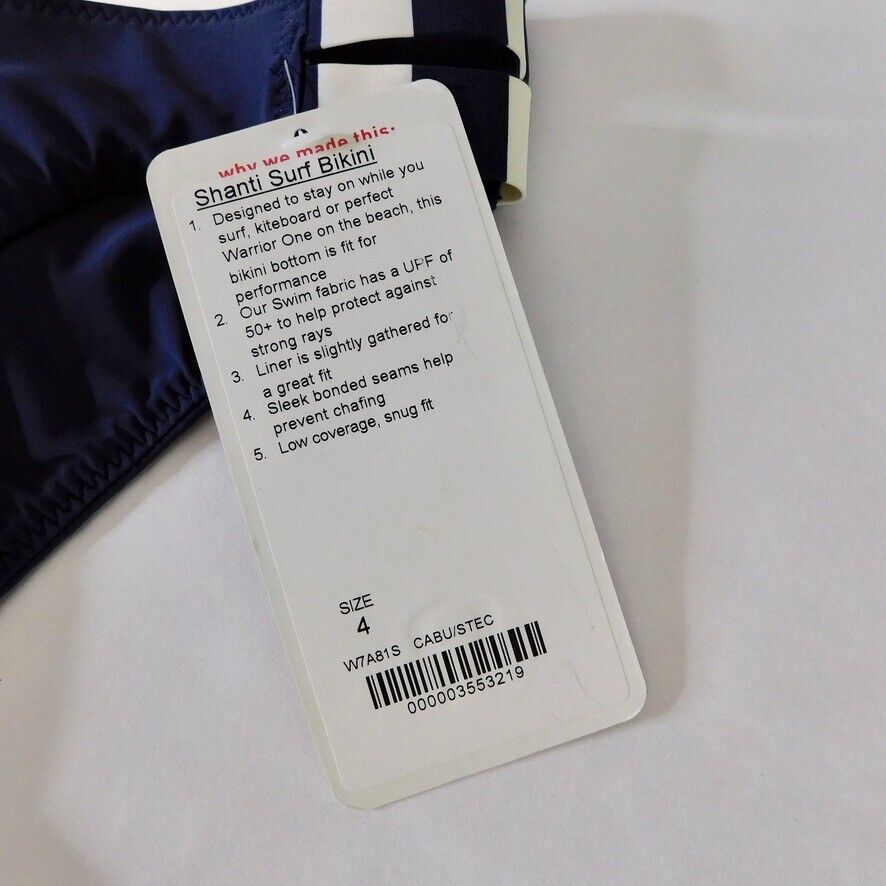 why we made this:
Shanti Surf Bikini
1. Designed to stay on while you
surf, kiteboard or perfect
Warrior One on the beach, this
bikini bottom is fit for
performance
2. Our Swim fabric has a UPF of
50+ to help protect against
strong rays
3. Liner is slightly gathered for
a great fit
4. Sleek bonded seams help
prevent chafing
5. Low coverage, snug fit
SIZE
4
W7A81S CABU/STEC
000003553219